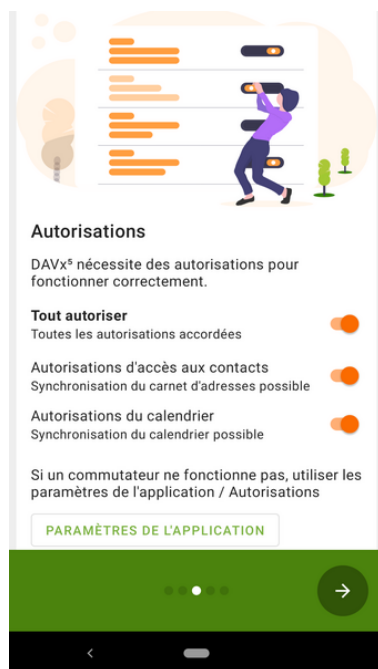 Autorisations
DAVx⁵ nécessite des autorisations pour
fonctionner correctement.
Tout autoriser
Toutes les autorisations accordées
Autorisations d'accès aux contacts
Synchronisation du carnet d'adresses possible
Autorisations du calendrier
Synchronisation du calendrier possible
Si un commutateur ne fonctionne pas, utiliser les
paramètres de l'application / Autorisations
PARAMÈTRES DE L'APPLICATION